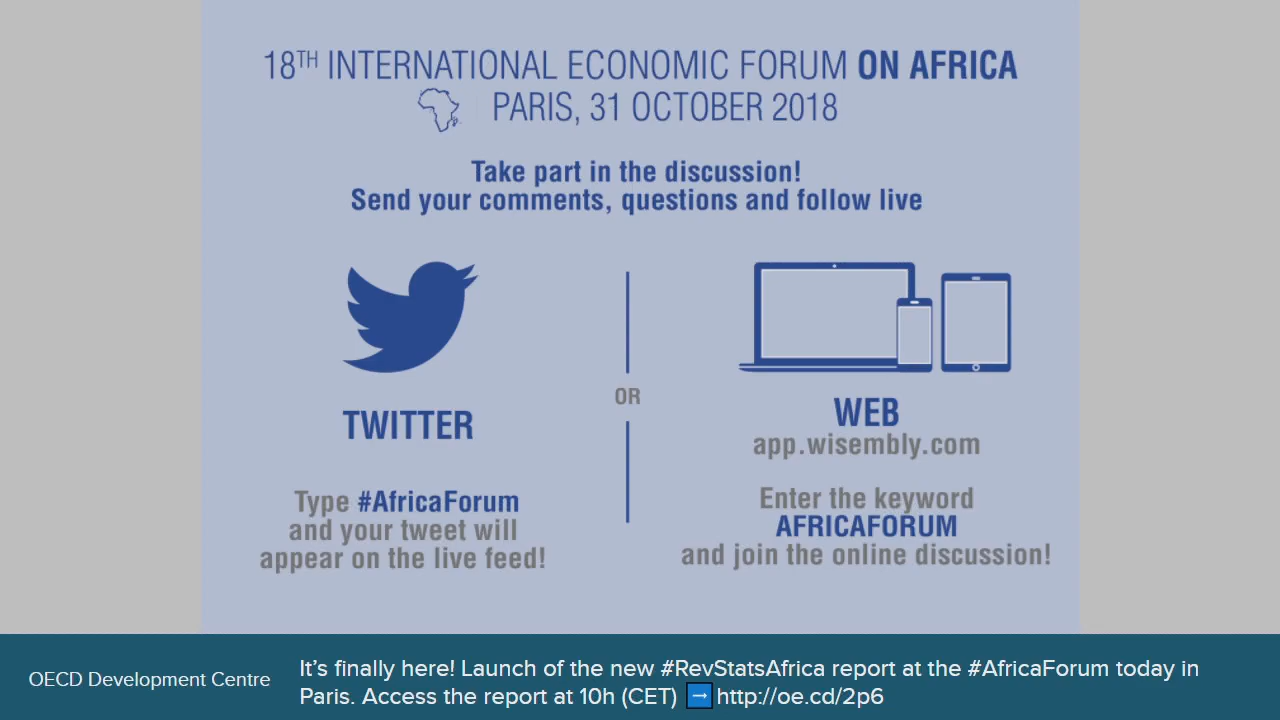 18TH INTERNATIONAL ECONOMIC FORUM ON AFRICA
PARIS, 31 OCTOBER 2018
Take part in the discussion!
Send your comments, questions and follow live
TWITTER
Type #AfricaForum
and your tweet will
appear on the live feed!
OR
WEB
app.wisembly.com
Enter the keyword
AFRICAFORUM
and join the online discussion!
OECD Development Centre
It’s finally here! Launch of the new #RevStatsAfrica report at the #AfricaForum today in
Paris. Access the report at 10h (CET) ➡ http://oe.cd/2p6